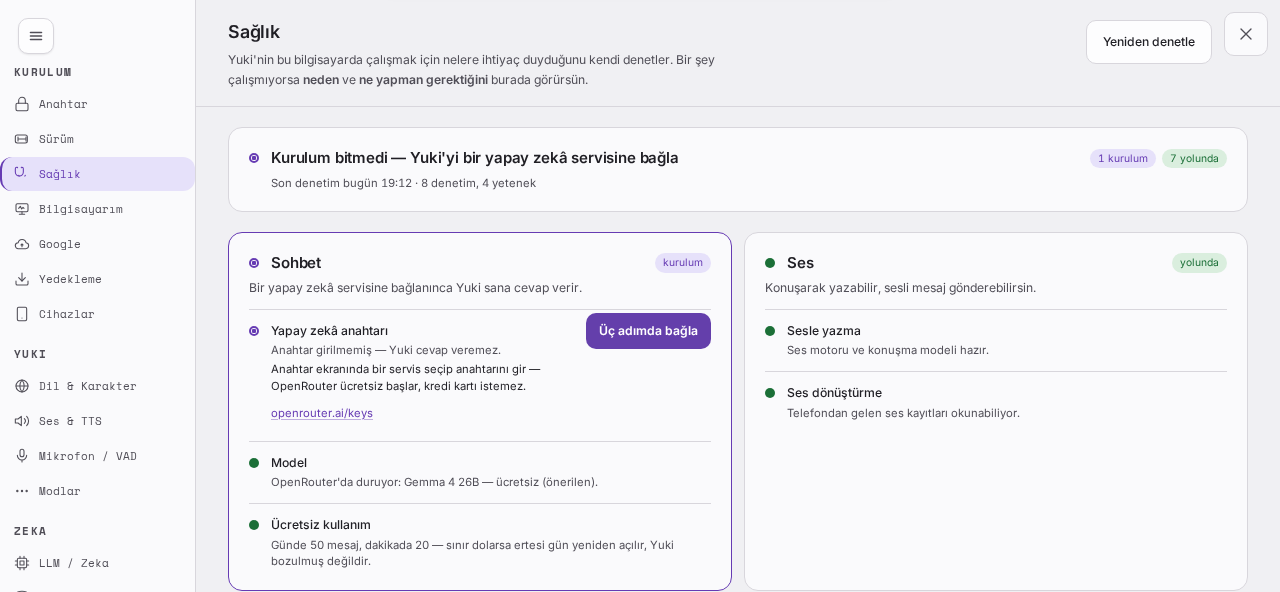 KURULUM
Anahtar
Sürüm
Sağlık
Bilgisayarım
Google
Yedekleme
Cihazlar
YUKI
Dil & Karakter
Ses & TTS
Mikrofon / VAD
Modlar
ZEKA
LLM / Zeka
Sağlık
Yuki'nin bu bilgisayarda çalışmak için nelere ihtiyaç duyduğunu kendi denetler. Bir şey
çalışmıyorsa neden ve ne yapman gerektiğini burada görürsün.
Yeniden denetle
Kurulum bitmedi — Yuki'yi bir yapay zekâ servisine bağla
1 kurulum
7 yolunda
Son denetim bugün 19:12 · 8 denetim, 4 yetenek
Sohbet
kurulum
Bir yapay zekâ servisine bağlanınca Yuki sana cevap verir.
Yapay zekâ anahtarı
Üç adımda bağla
Anahtar girilmemiş — Yuki cevap veremez.
Anahtar ekranında bir servis seçip anahtarını gir —
OpenRouter ücretsiz başlar, kredi kartı istemez.
openrouter.ai/keys
Model
OpenRouter'da duruyor: Gemma 4 26B — ücretsiz (önerilen).
Ücretsiz kullanım
Günde 50 mesaj, dakikada 20 — sınır dolarsa ertesi gün yeniden açılır, Yuki
bozulmuş değildir.
Ses
yolunda
Konuşarak yazabilir, sesli mesaj gönderebilirsin.
Sesle yazma
Ses motoru ve konuşma modeli hazır.
Ses dönüştürme
Telefondan gelen ses kayıtları okunabiliyor.